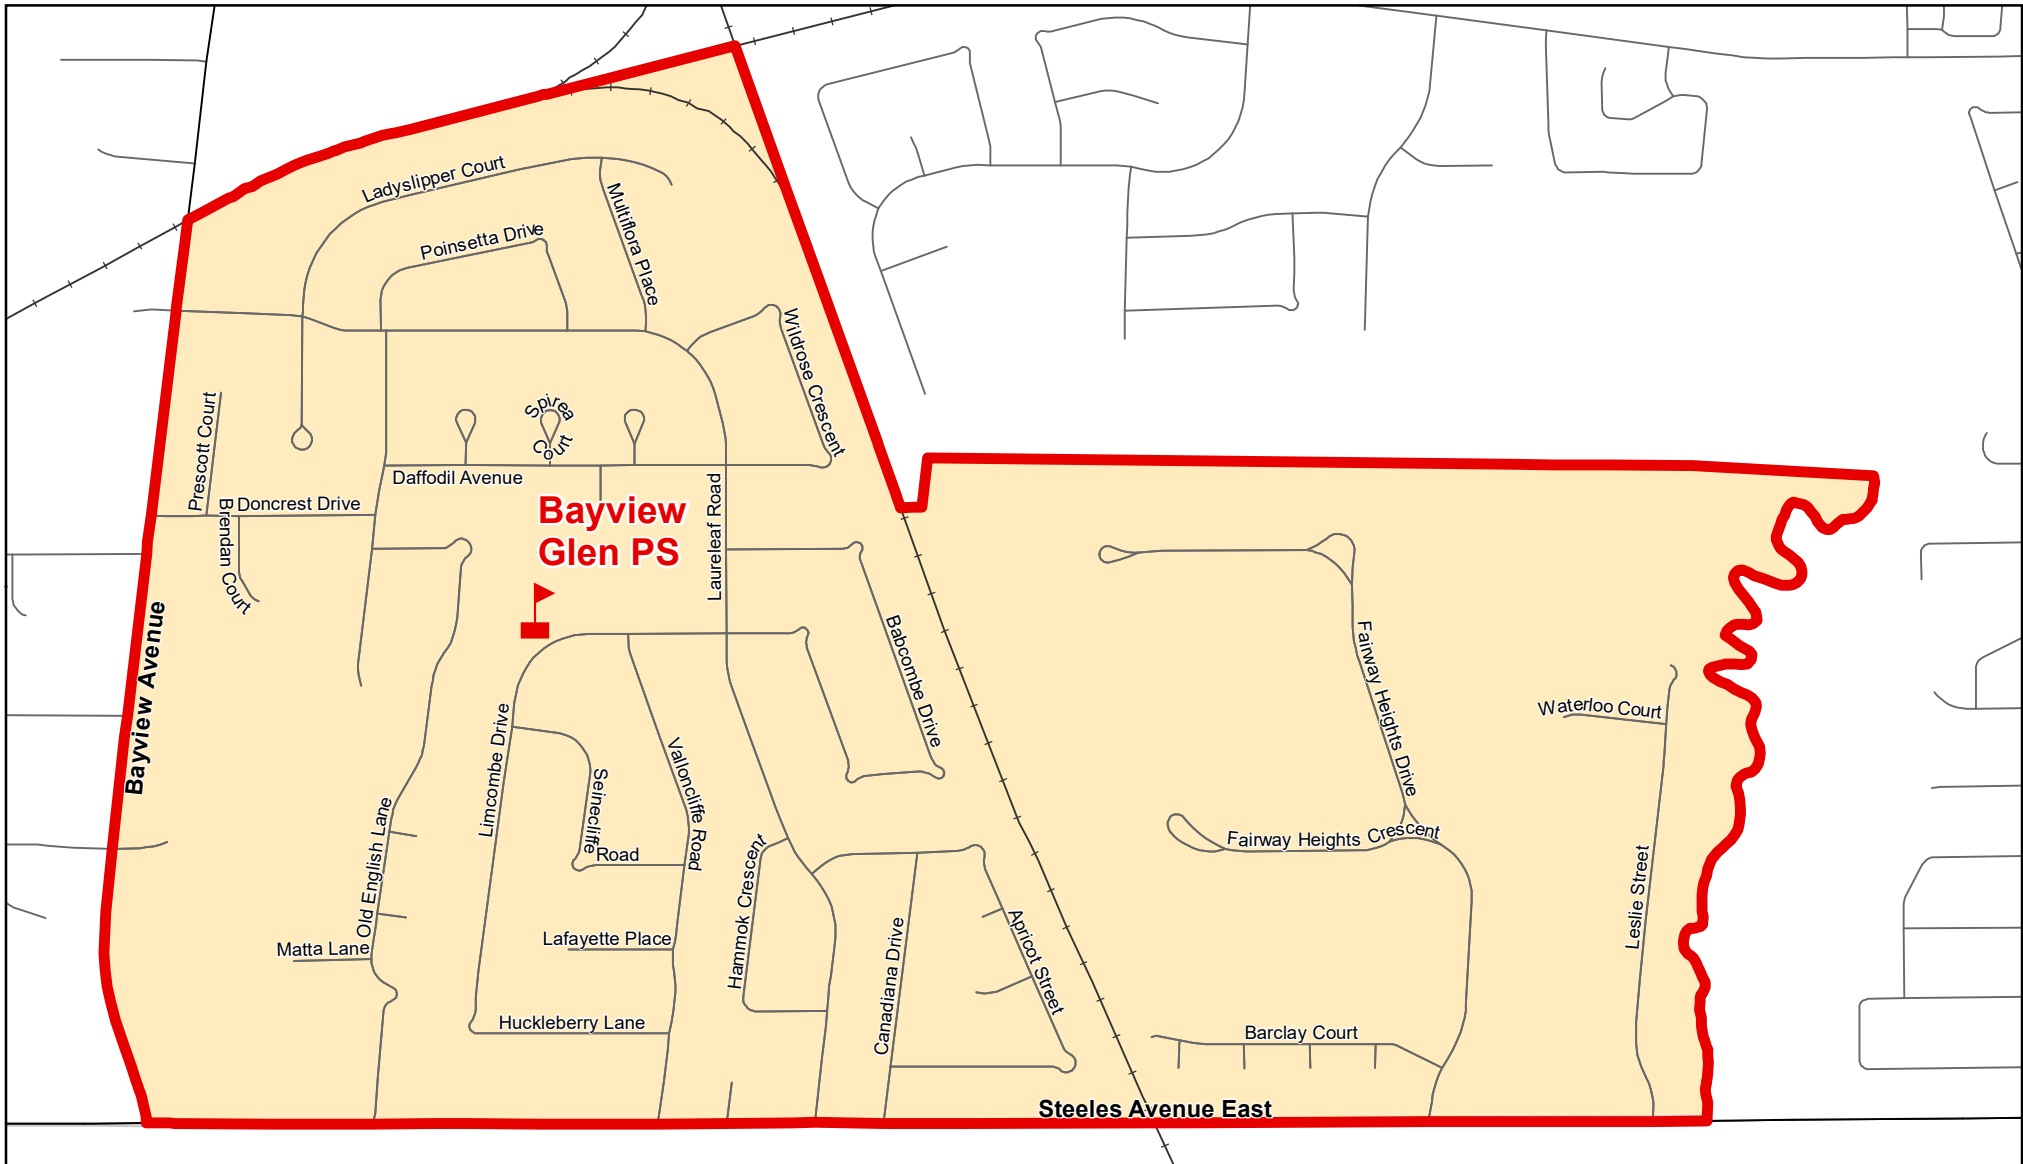 Ladyslipper Court
Poinsetta Drive
Multiflora Place
Wildrose Crescent
Prescott Court
Spirea
Court
Daffodil Avenue
Doncrest Drive
Brendan Court
Laureleaf Road
Bayview
Glen PS
Bayview Avenue
Babcombe Drive
Fairway Heights Drive
Waterloo Court
Limcombe Drive
Seinecliffe
Road
Valloncliffe Road
Old English Lane
Hammok Crescent
Fairway Heights Crescent
Leslie Street
Matta Lane
Lafayette Place
Canadiana Drive
Apricot Street
Huckleberry Lane
Barclay Court
Steeles Avenue East